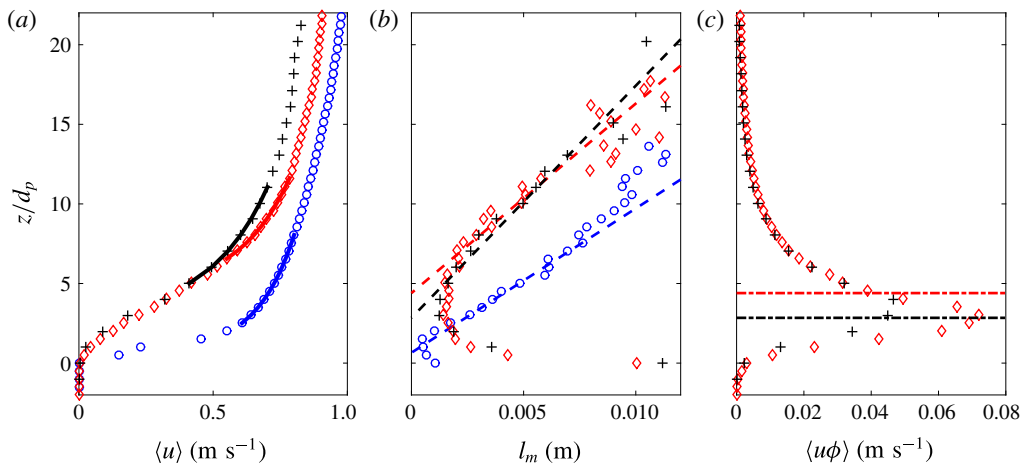 (a) (b) (c)
20
15
10
5
0
z/d_p
0 0.5 1.0
0 0.005 0.010
0 0.02 0.04 0.06 0.08
⟨u⟩ (m s⁻¹)
l_m (m)
⟨uϕ⟩ (m s⁻¹)